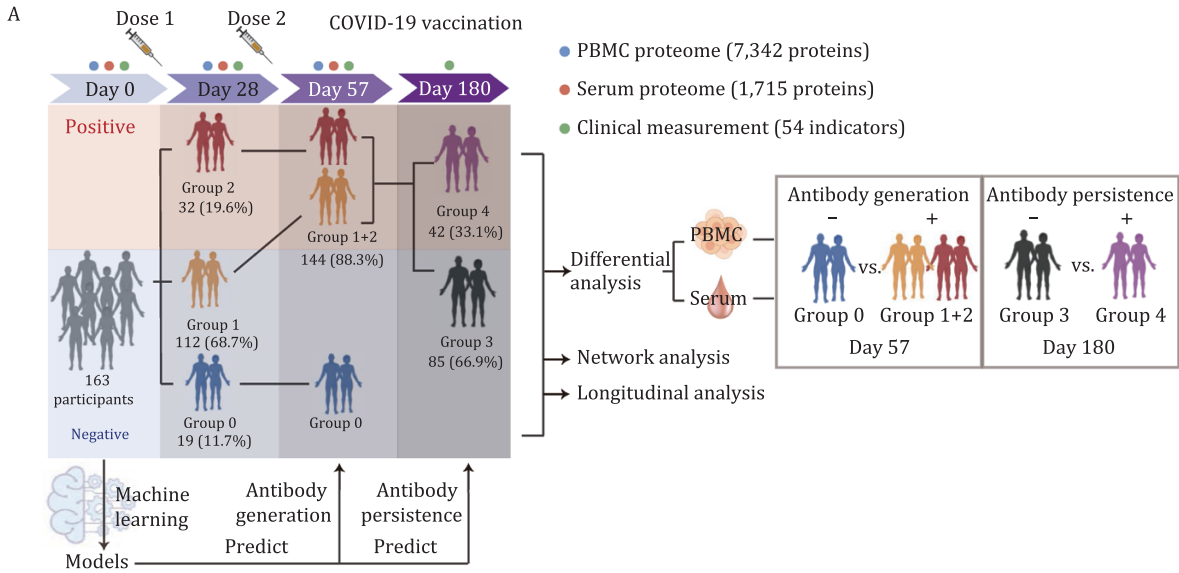 A
Dose 1
Dose 2
COVID-19 vaccination
PBMC proteome (7,342 proteins)
Serum proteome (1,715 proteins)
Clinical measurement (54 indicators)
Day 0
Day 28
Day 57
Day 180
Positive
Group 2
32 (19.6%)
Group 1+2
144 (88.3%)
Group 4
42 (33.1%)
163
participants
Negative
Group 1
112 (68.7%)
Group 0
19 (11.7%)
Group 0
Group 3
85 (66.9%)
Differential
analysis
PBMC
Serum
Network analysis
Longitudinal analysis
Antibody generation
− +
vs.
Group 0 Group 1+2
Day 57
Antibody persistence
− +
vs.
Group 3 Group 4
Day 180
Machine
learning
Models
Antibody
generation
Predict
Antibody
persistence
Predict